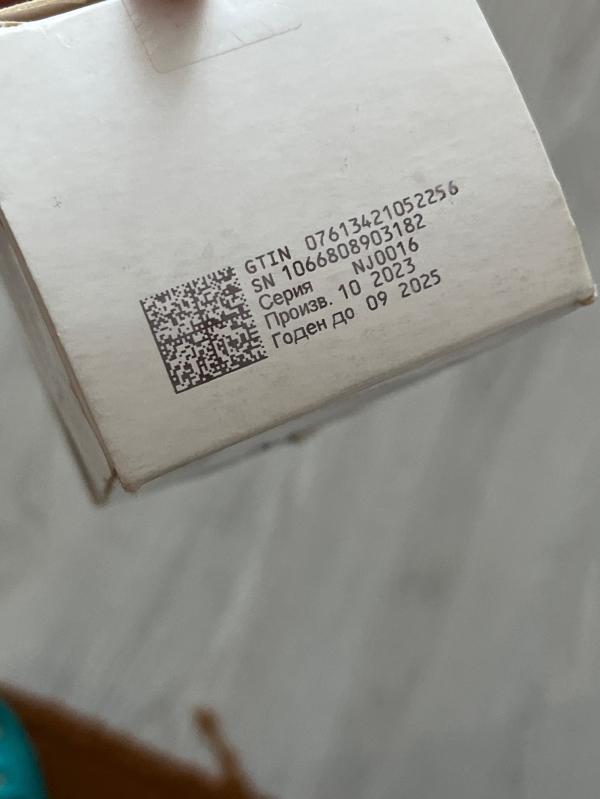 GTIN 07613421052256
SN 1066808903182
Серия NJ0016
Произв. 10 2023
Годен до 09 2025